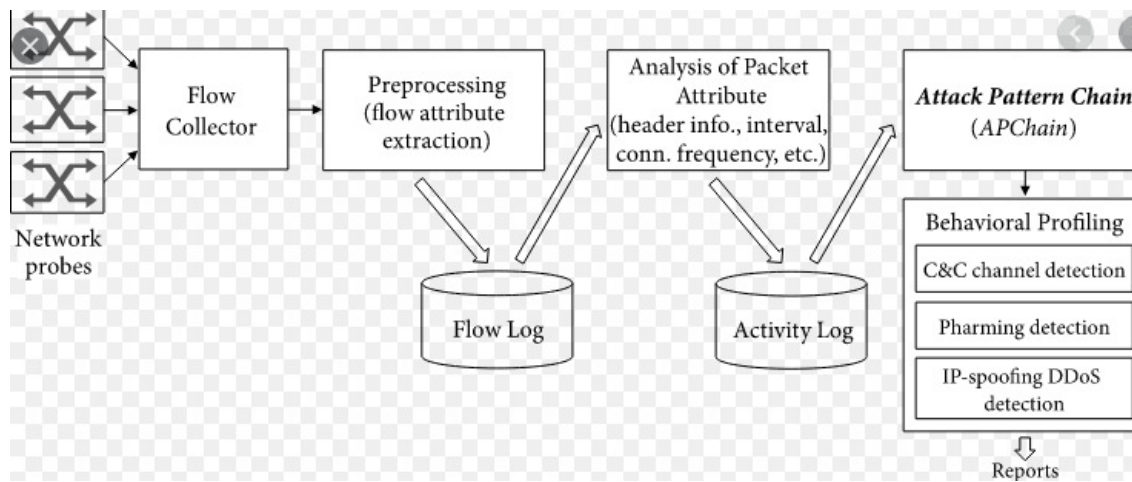 Network
probes
Flow
Collector
Preprocessing
(flow attribute
extraction)
Flow Log
Analysis of Packet
Attribute
(header info., interval,
conn. frequency, etc.)
Activity Log
Attack Pattern Chain
(APChain)
Behavioral Profiling
C&C channel detection
Pharming detection
IP-spoofing DDoS
detection
Reports